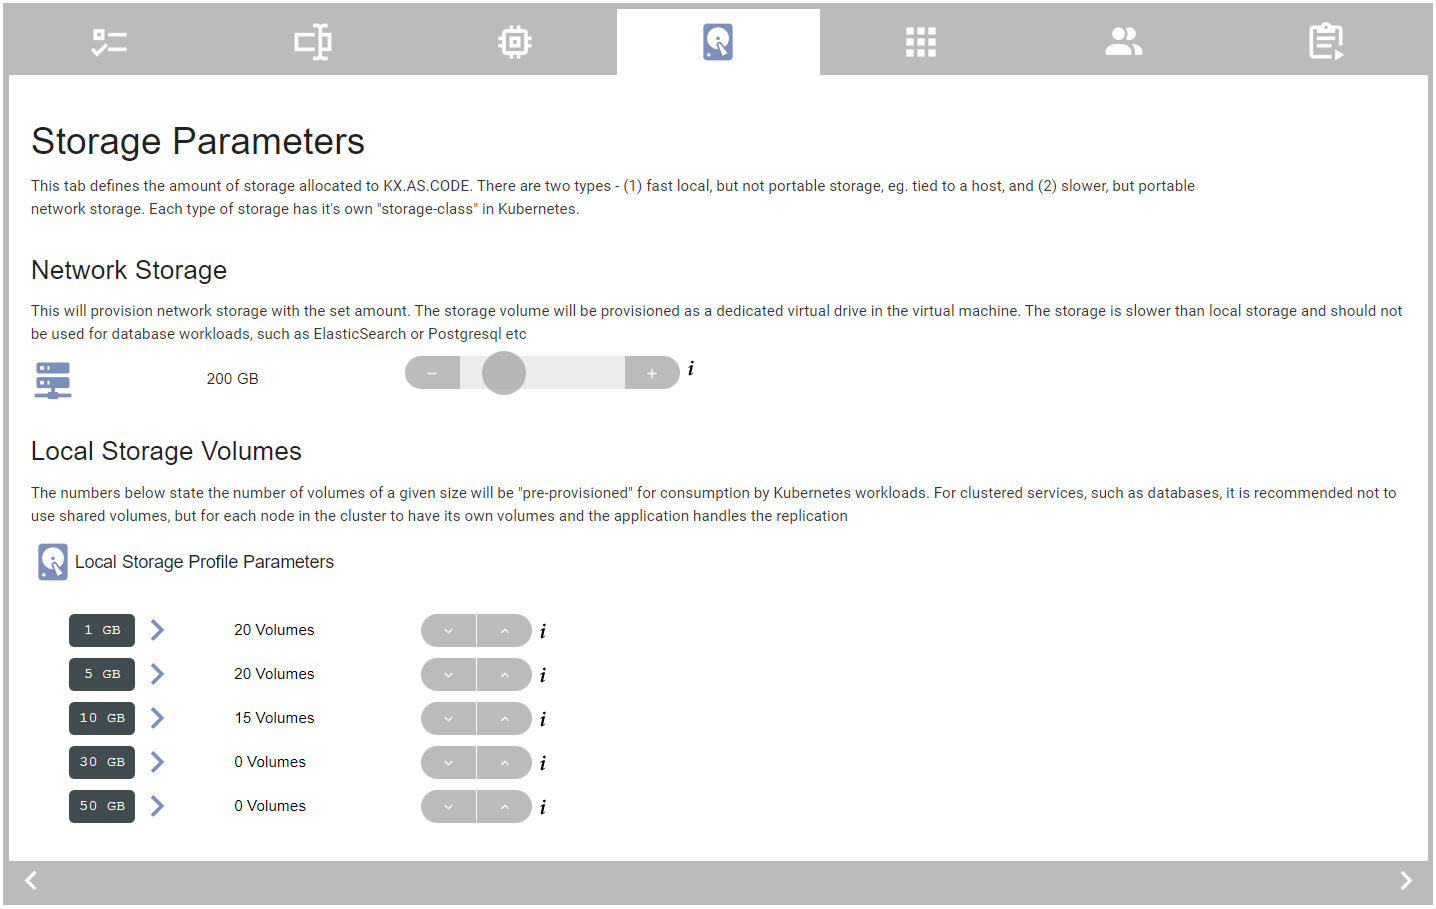 Storage Parameters
This tab defines the amount of storage allocated to KX.AS.CODE. There are two types - (1) fast local, but not portable storage, eg. tied to a host, and (2) slower, but portable
network storage. Each type of storage has it's own "storage-class" in Kubernetes.
Network Storage
This will provision network storage with the set amount. The storage volume will be provisioned as a dedicated virtual drive in the virtual machine. The storage is slower than local storage and should not
be used for database workloads, such as ElasticSearch or Postgresql etc
200 GB − + i
Local Storage Volumes
The numbers below state the number of volumes of a given size will be "pre-provisioned" for consumption by Kubernetes workloads. For clustered services, such as databases, it is recommended not to
use shared volumes, but for each node in the cluster to have its own volumes and the application handles the replication
Local Storage Profile Parameters
1 GB 20 Volumes i
5 GB 20 Volumes i
10 GB 15 Volumes i
30 GB 0 Volumes i
50 GB 0 Volumes i